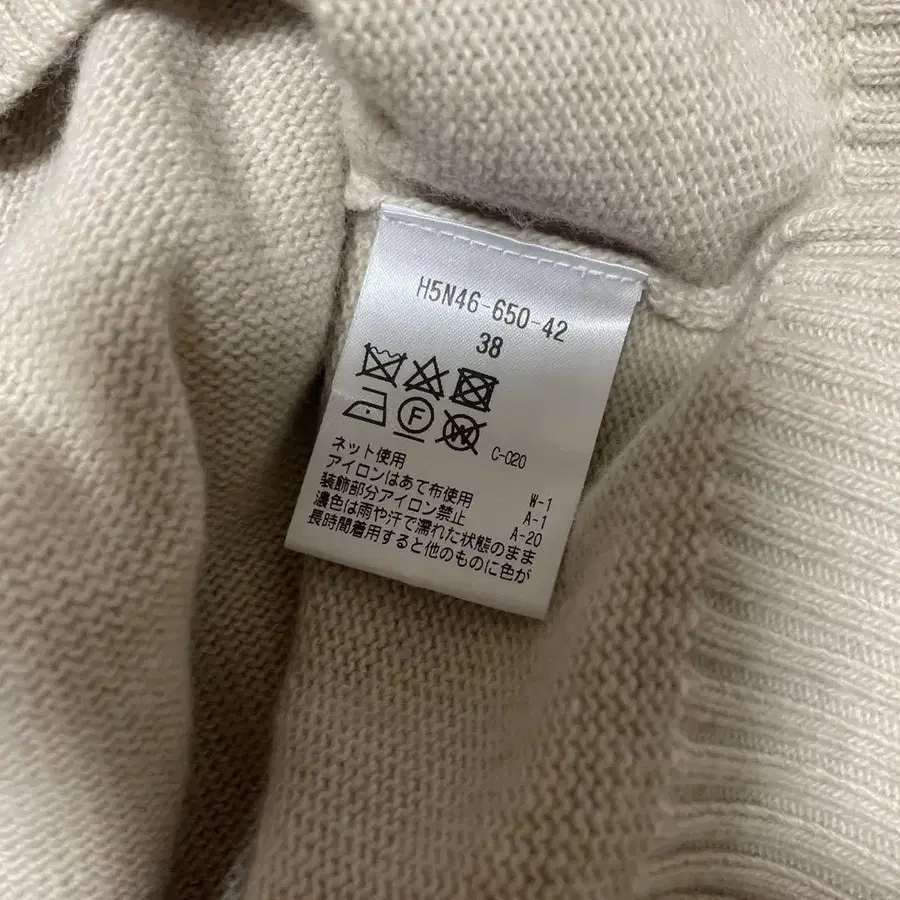 H5N46-650-42
38
F W C-020
ネット使用 W-1
アイロンはあて布使用 A-1
装飾部分アイロン禁止 A-20
濃色は雨や汗で濡れた状態のまま
長時間着用すると他のものに色が